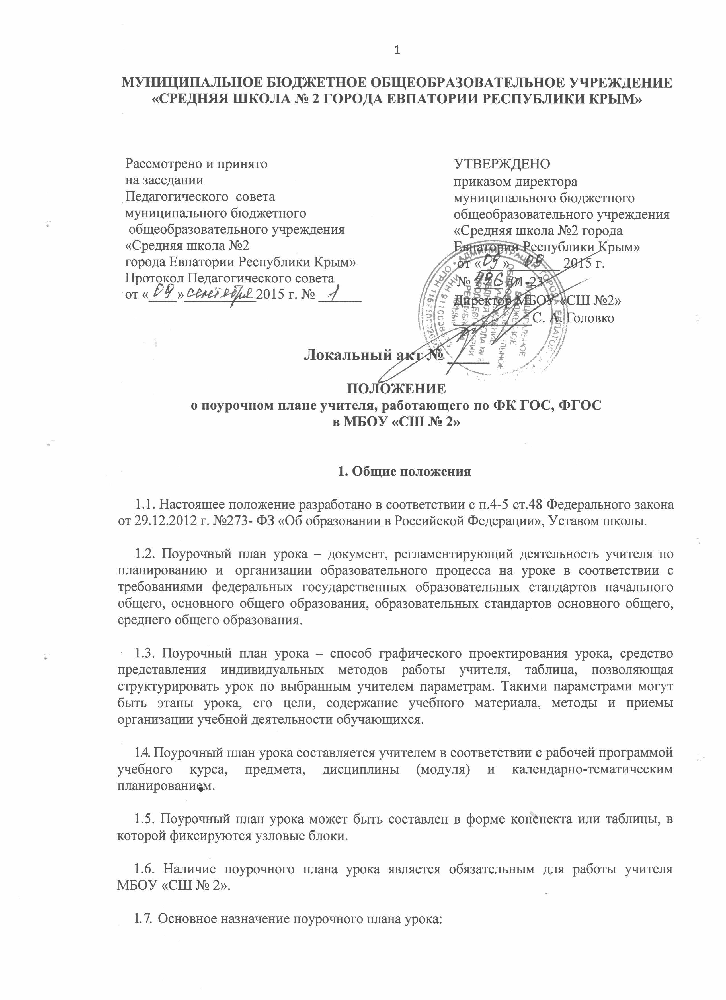 1
МУНИЦИПАЛЬНОЕ БЮДЖЕТНОЕ ОБЩЕОБРАЗОВАТЕЛЬНОЕ УЧРЕЖДЕНИЕ
«СРЕДНЯЯ ШКОЛА № 2 ГОРОДА ЕВПАТОРИИ РЕСПУБЛИКИ КРЫМ»
Рассмотрено и принято
на заседании
Педагогического совета
муниципального бюджетного
общеобразовательного учреждения
«Средняя школа №2
города Евпатории Республики Крым»
Протокол Педагогического совета
от «09» сентября 2015 г. № 1
УТВЕРЖДЕНО
приказом директора
муниципального бюджетного
общеобразовательного учреждения
«Средняя школа №2 города
Евпатории Республики Крым»
от «09» 09 2015 г.
№ /01-23
Директор МБОУ «СШ №2»
С. А. Головко
Локальный акт № ______
ПОЛОЖЕНИЕ
о поурочном плане учителя, работающего по ФК ГОС, ФГОС
в МБОУ «СШ № 2»
1. Общие положения
1.1. Настоящее положение разработано в соответствии с п.4-5 ст.48 Федерального закона
от 29.12.2012 г. №273- ФЗ «Об образовании в Российской Федерации», Уставом школы.
1.2. Поурочный план урока – документ, регламентирующий деятельность учителя по
планированию и организации образовательного процесса на уроке в соответствии с
требованиями федеральных государственных образовательных стандартов начального
общего, основного общего образования, образовательных стандартов основного общего,
среднего общего образования.
1.3. Поурочный план урока – способ графического проектирования урока, средство
представления индивидуальных методов работы учителя, таблица, позволяющая
структурировать урок по выбранным учителем параметрам. Такими параметрами могут
быть этапы урока, его цели, содержание учебного материала, методы и приемы
организации учебной деятельности обучающихся.
1.4. Поурочный план урока составляется учителем в соответствии с рабочей программой
учебного курса, предмета, дисциплины (модуля) и календарно-тематическим
планированием.
1.5. Поурочный план урока может быть составлен в форме конспекта или таблицы, в
которой фиксируются узловые блоки.
1.6. Наличие поурочного плана урока является обязательным для работы учителя
МБОУ «СШ № 2».
1.7. Основное назначение поурочного плана урока: